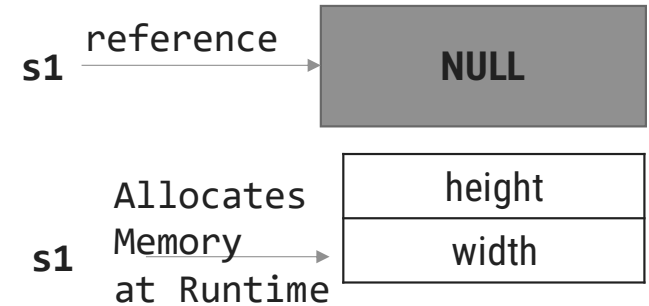 reference
s1
NULL
Allocates
height
Memory
s1
width
at Runtime